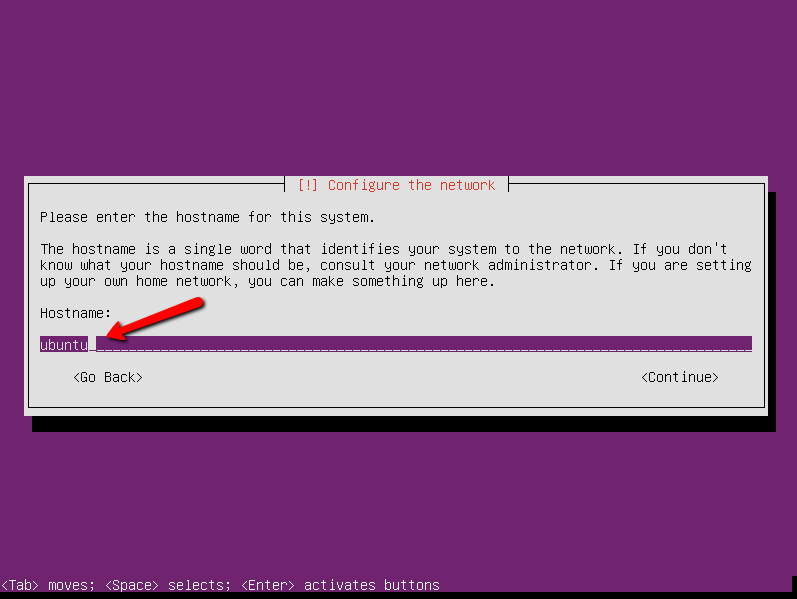 [!] Configure the network
Please enter the hostname for this system.
The hostname is a single word that identifies your system to the network. If you don't
know what your hostname should be, consult your network administrator. If you are setting
up your own home network, you can make something up here.
Hostname:
ubuntu
<Go Back> <Continue>
<Tab> moves; <Space> selects; <Enter> activates buttons